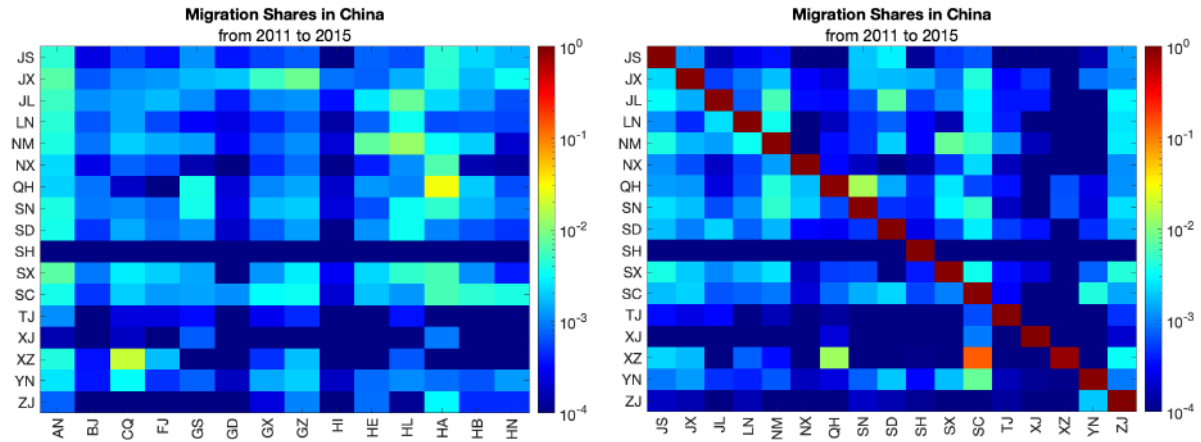 Migration Shares in China
from 2011 to 2015
JS
JX
JL
LN
NM
NX
QH
SN
SD
SH
SX
SC
TJ
XJ
XZ
YN
ZJ
AN BJ CQ FJ GS GD GX GZ HI HE HL HA HB HN
10^0
10^-1
10^-2
10^-3
10^-4
Migration Shares in China
from 2011 to 2015
JS
JX
JL
LN
NM
NX
QH
SN
SD
SH
SX
SC
TJ
XJ
XZ
YN
ZJ
JS JX JL LN NM NX QH SN SD SH SX SC TJ XJ XZ YN ZJ
10^0
10^-1
10^-2
10^-3
10^-4